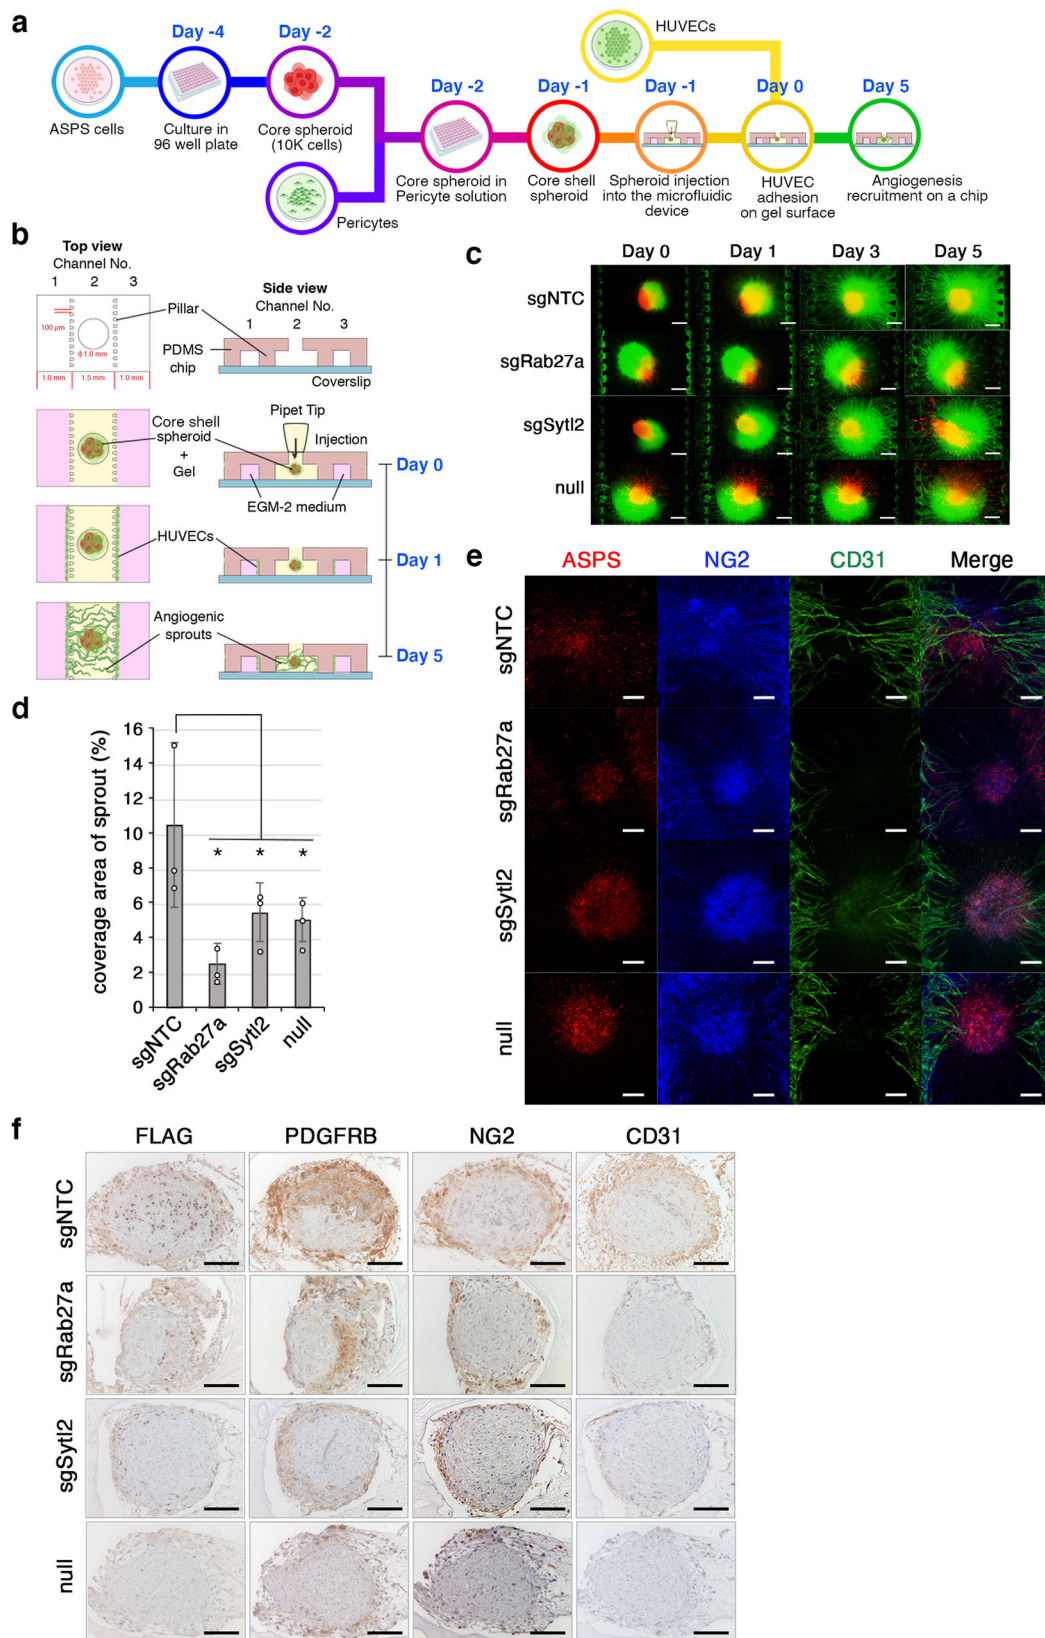 a
Day -4
Day -2
HUVECs
Day -2
Day -1
Day -1
Day 0
Day 5
ASPS cells
Culture in
96 well plate
Core spheroid
(10K cells)
Pericytes
Core spheroid in
Pericyte solution
Core shell
spheroid
Spheroid injection
into the microfluidic
device
HUVEC
adhesion
on gel surface
Angiogenesis
recruitment on a chip
b
Top view
Channel No.
1 2 3
100 µm
ϕ1.0 mm
1.0 mm 1.5 mm 1.0 mm
Side view
Channel No.
1 2 3
Pillar
PDMS
chip
Coverslip
Core shell
spheroid
+
Gel
Pipet Tip
Injection
EGM-2 medium
Day 0
HUVECs
Day 1
Angiogenic
sprouts
Day 5
c
Day 0 Day 1 Day 3 Day 5
sgNTC
sgRab27a
sgSytl2
null
d
coverage area of sprout (%)
16
14
12
10
8
6
4
2
0
* * *
sgNTC
sgRab27a
sgSytl2
null
e
ASPS NG2 CD31 Merge
sgNTC
sgRab27a
sgSytl2
null
f
FLAG PDGFRB NG2 CD31
sgNTC
sgRab27a
sgSytl2
null